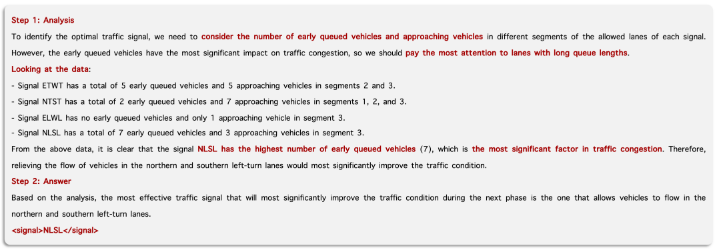 Step 1: Analysis
To identify the optimal traffic signal, we need to consider the number of early queued vehicles and approaching vehicles in different segments of the allowed lanes of each signal.
However, the early queued vehicles have the most significant impact on traffic congestion, so we should pay the most attention to lanes with long queue lengths.
Looking at the data:
- Signal ETWT has a total of 5 early queued vehicles and 5 approaching vehicles in segments 2 and 3.
- Signal NTST has a total of 2 early queued vehicles and 7 approaching vehicles in segments 1, 2, and 3.
- Signal ELWL has no early queued vehicles and only 1 approaching vehicle in segment 3.
- Signal NLSL has a total of 7 early queued vehicles and 3 approaching vehicles in segment 3.
From the above data, it is clear that the signal NLSL has the highest number of early queued vehicles (7), which is the most significant factor in traffic congestion. Therefore,
relieving the flow of vehicles in the northern and southern left-turn lanes would most significantly improve the traffic condition.
Step 2: Answer
Based on the analysis, the most effective traffic signal that will most significantly improve the traffic condition during the next phase is the one that allows vehicles to flow in the
northern and southern left-turn lanes.
<signal>NLSL</signal>